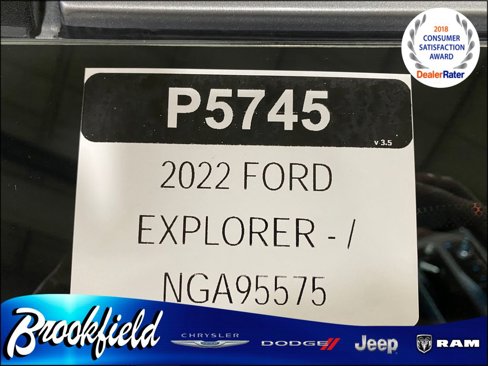 2018
CONSUMER
SATISFACTION
AWARD
DealerRater
P5745
v 3.5
2022 FORD
EXPLORER - /
NGA95575
Brookfield
CHRYSLER
DODGE
Jeep
RAM